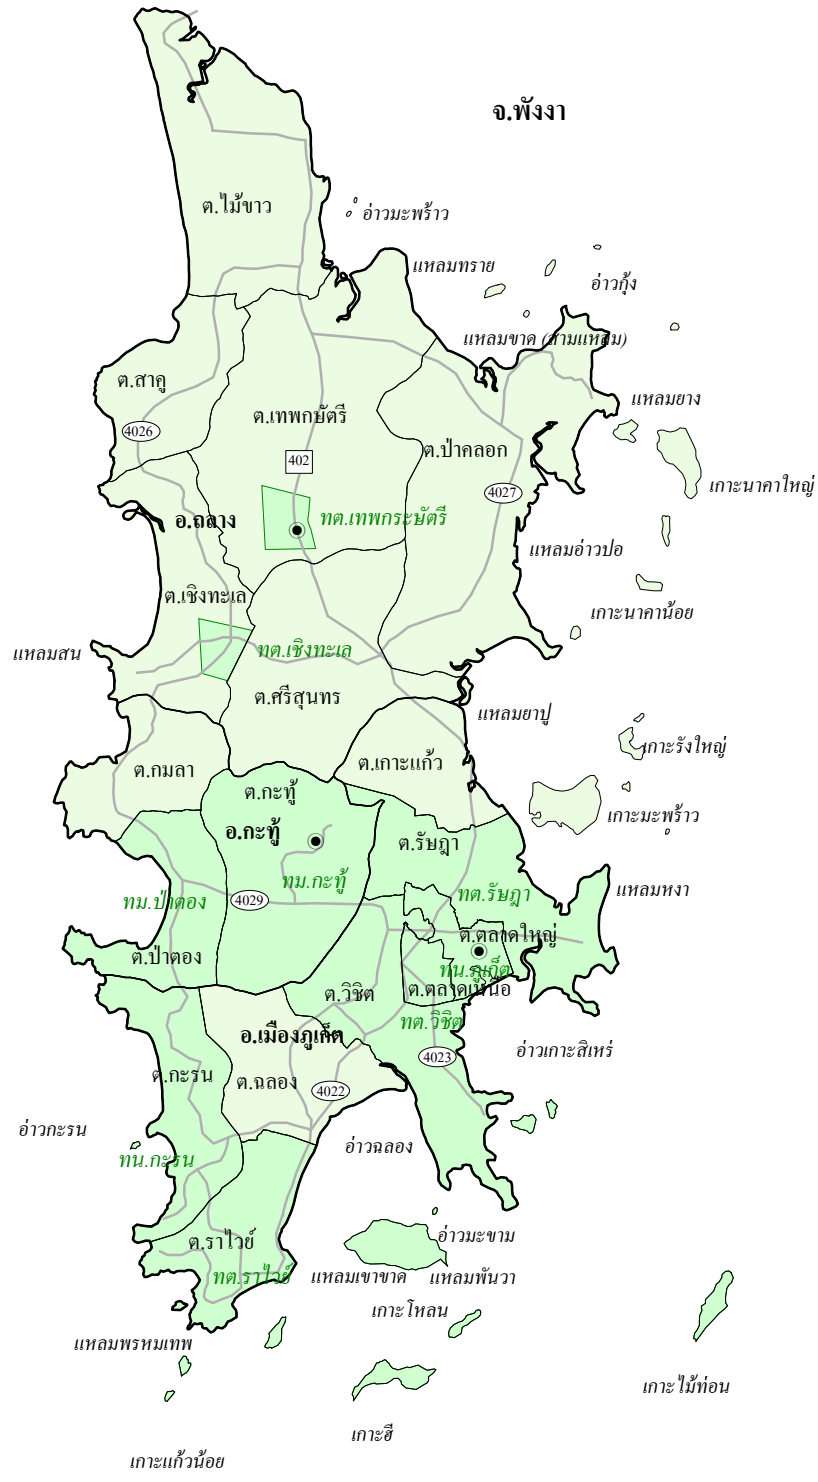 จ.พังงา
ต.ไม้ขาว
อ่าวมะพร้าว
แหลมทราย
อ่าวกุ้ง
แหลมขาด (สามแหลม)
ต.สาคู
แหลมยาง
ต.เทพกษัตรี
4026
ต.ป่าคลอก
402
เกาะนาคาใหญ่
4027
อ.ถลาง
ทต.เทพกระษัตรี
แหลมอ่าวปอ
ต.เชิงทะเล
เกาะนาคาน้อย
แหลมสน
ทต.เชิงทะเล
ต.ศรีสุนทร
แหลมยาปู
เกาะรังใหญ่
ต.กมลา
ต.เกาะแก้ว
ต.กะทู้
เกาะมะพร้าว
อ.กะทู้
ต.รัษฎา
ทม.กะทู้
แหลมหงา
ทม.ป่าตอง
4029
ทต.รัษฎา
ต.ตลาดใหญ่
ต.ป่าตอง
ทน.ภูเก็ต
ต.วิชิต
ต.ตลาดเหนือ
ทต.วิชิต
อ.เมืองภูเก็ต
4023
อ่าวเกาะสิเหร่
ต.กะรน
ต.ฉลอง
4022
อ่าวกะรน
อ่าวฉลอง
ทน.กะรน
ต.ราไวย์
อ่าวมะขาม
ทต.ราไวย์
แหลมเขาขาด
แหลมพันวา
เกาะโหลน
แหลมพรหมเทพ
เกาะไม้ท่อน
เกาะฮี
เกาะแก้วน้อย